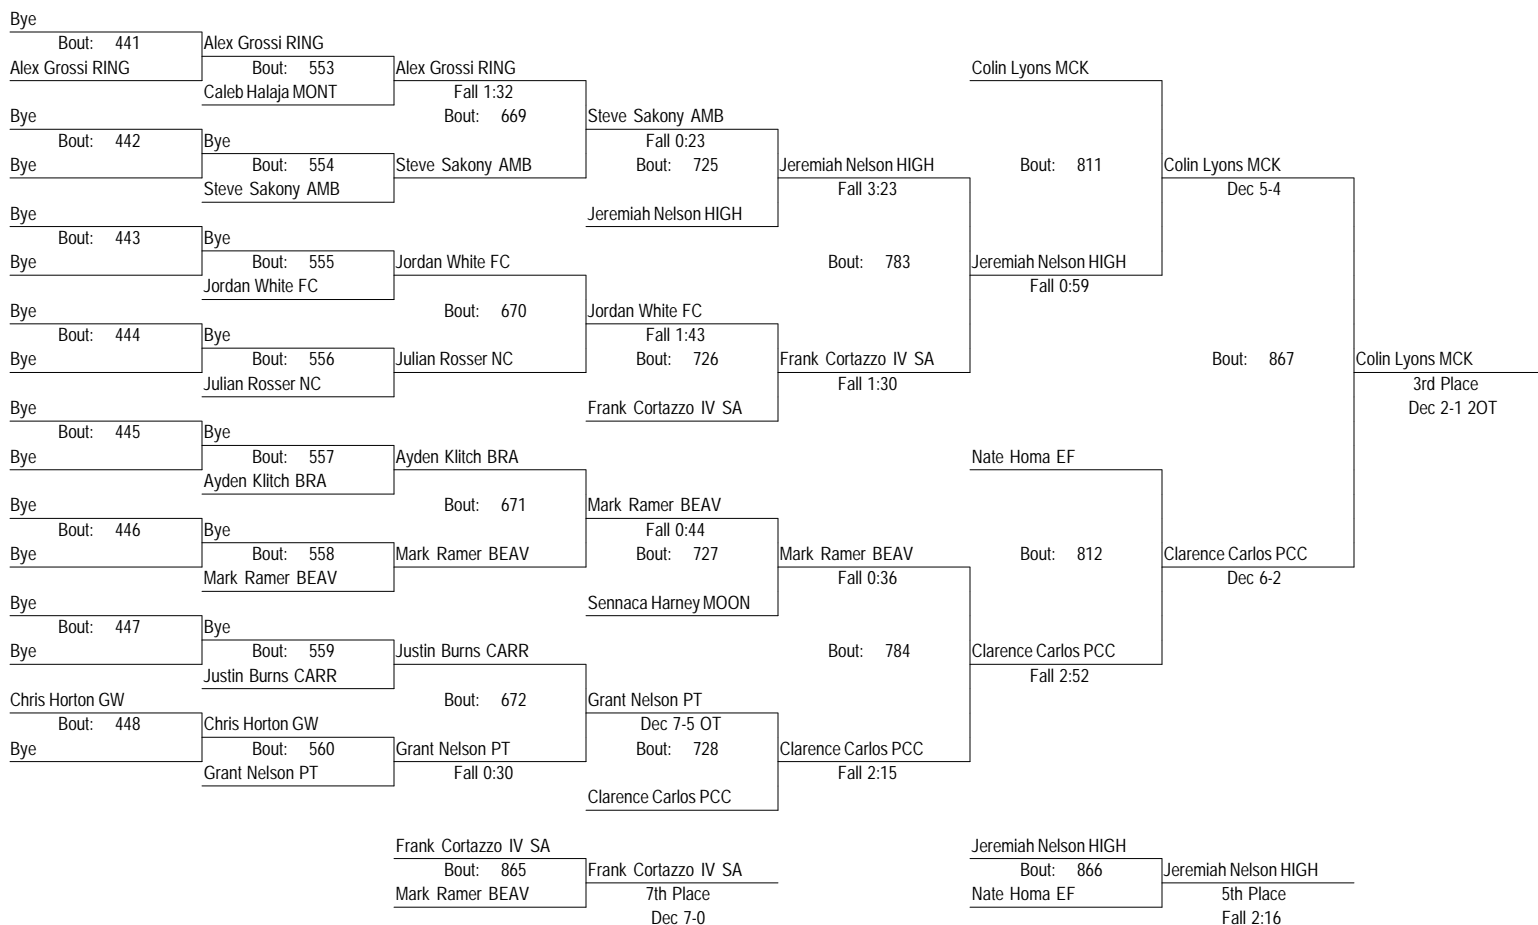 Bye
Bout: 441 Alex Grossi RING
Alex Grossi RING Bout: 553 Alex Grossi RING Colin Lyons MCK
Caleb Halaja MONT Fall 1:32
Bye Bout: 669 Steve Sakony AMB
Bout: 442 Bye Fall 0:23
Bye Bout: 554 Steve Sakony AMB Bout: 725 Jeremiah Nelson HIGH Bout: 811 Colin Lyons MCK
Steve Sakony AMB Fall 3:23 Dec 5-4
Bye Jeremiah Nelson HIGH
Bout: 443 Bye
Bye Bout: 555 Jordan White FC Bout: 783 Jeremiah Nelson HIGH
Jordan White FC Fall 0:59
Bye Bout: 670 Jordan White FC
Bout: 444 Bye Fall 1:43
Bye Bout: 556 Julian Rosser NC Bout: 726 Frank Cortazzo IV SA Bout: 867 Colin Lyons MCK
Julian Rosser NC Fall 1:30 3rd Place
Bye Frank Cortazzo IV SA Dec 2-1 2OT
Bout: 445 Bye
Bye Bout: 557 Ayden Klitch BRA Nate Homa EF
Ayden Klitch BRA
Bye Bout: 671 Mark Ramer BEAV
Bout: 446 Bye Fall 0:44
Bye Bout: 558 Mark Ramer BEAV Bout: 727 Mark Ramer BEAV Bout: 812 Clarence Carlos PCC
Mark Ramer BEAV Fall 0:36 Dec 6-2
Bye Sennaca Harney MOON
Bout: 447 Bye
Bye Bout: 559 Justin Burns CARR Bout: 784 Clarence Carlos PCC
Justin Burns CARR Fall 2:52
Chris Horton GW Bout: 672 Grant Nelson PT
Bout: 448 Chris Horton GW Dec 7-5 OT
Bye Bout: 560 Grant Nelson PT Bout: 728 Clarence Carlos PCC
Grant Nelson PT Fall 0:30 Fall 2:15
Clarence Carlos PCC
Frank Cortazzo IV SA Jeremiah Nelson HIGH
Bout: 865 Frank Cortazzo IV SA Bout: 866 Jeremiah Nelson HIGH
Mark Ramer BEAV 7th Place Nate Homa EF 5th Place
Dec 7-0 Fall 2:16